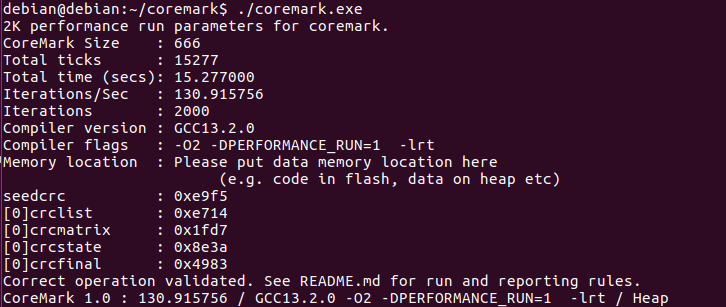 debian@debian:~/coremark$ ./coremark.exe
2K performance run parameters for coremark.
CoreMark Size    : 666
Total ticks      : 15277
Total time (secs): 15.277000
Iterations/Sec   : 130.915756
Iterations       : 2000
Compiler version : GCC13.2.0
Compiler flags   : -O2 -DPERFORMANCE_RUN=1  -lrt
Memory location  : Please put data memory location here
                        (e.g. code in flash, data on heap etc)
seedcrc          : 0xe9f5
[0]crclist       : 0xe714
[0]crcmatrix     : 0x1fd7
[0]crcstate      : 0x8e3a
[0]crcfinal      : 0x4983
Correct operation validated. See README.md for run and reporting rules.
CoreMark 1.0 : 130.915756 / GCC13.2.0 -O2 -DPERFORMANCE_RUN=1  -lrt / Heap